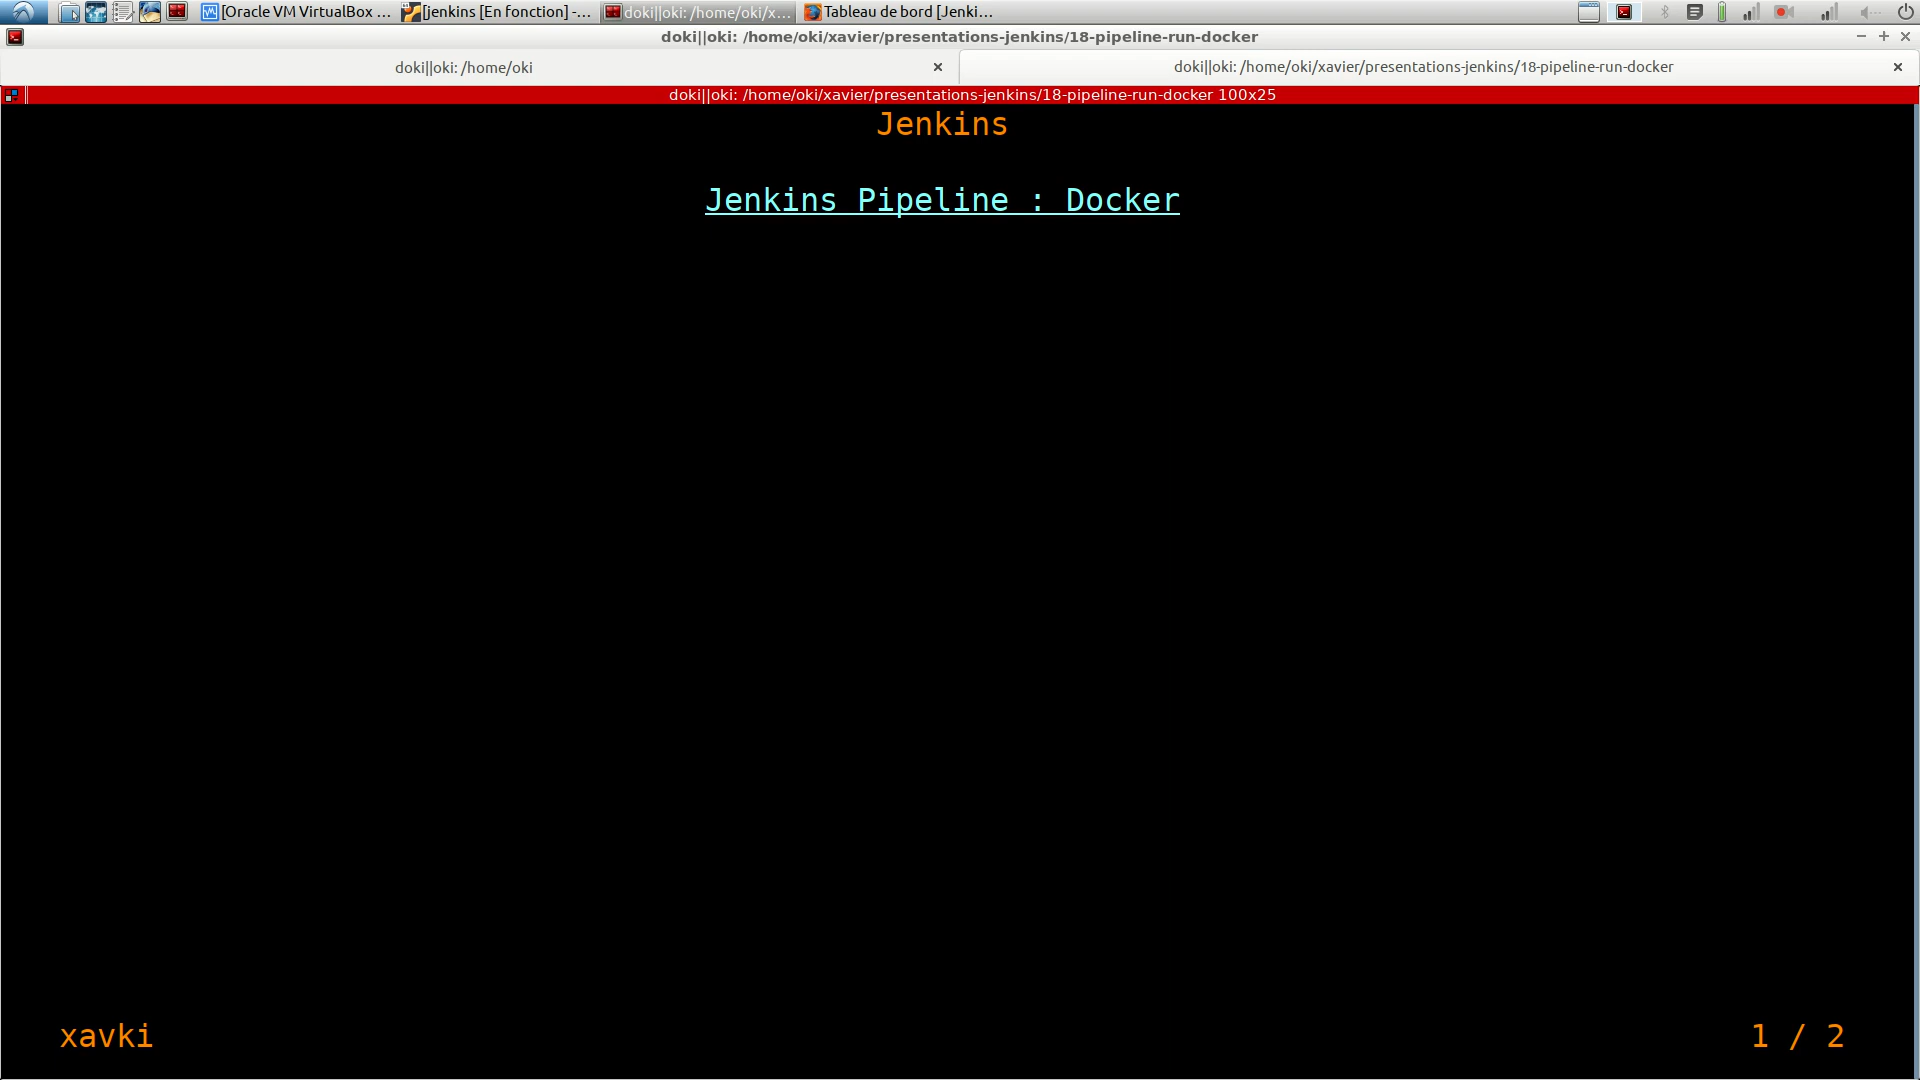 [Oracle VM VirtualBox ... [jenkins [En fonction] -... doki||oki: /home/oki/x... Tableau de bord [Jenki...
doki||oki: /home/oki/xavier/presentations-jenkins/18-pipeline-run-docker
doki||oki: /home/oki doki||oki: /home/oki/xavier/presentations-jenkins/18-pipeline-run-docker
doki||oki: /home/oki/xavier/presentations-jenkins/18-pipeline-run-docker 100x25
Jenkins
Jenkins Pipeline : Docker
xavki 1 / 2